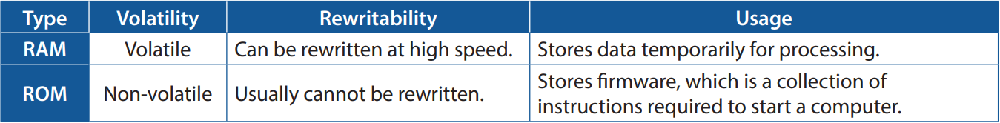 Type Volatility Rewritability Usage
RAM Volatile Can be rewritten at high speed. Stores data temporarily for processing.
ROM Non-volatile Usually cannot be rewritten. Stores firmware, which is a collection of
instructions required to start a computer.